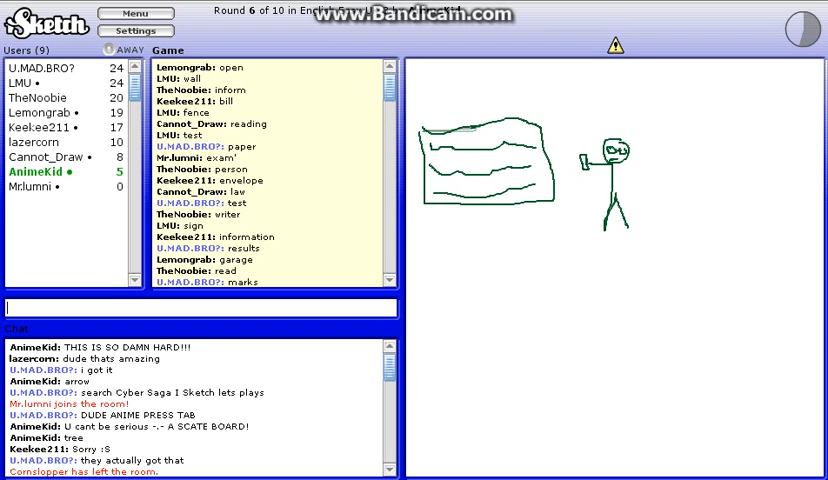 Round 6 of 10 in English
www.Bandicam.com
iSketch
Menu
Settings
Users (9)
AWAY
Game
U.MAD.BRO? 24
LMU • 24
TheNoobie 20
Lemongrab • 19
Keekee211 • 17
lazercorn 10
Cannot_Draw • 8
AnimeKid • 5
Mr.lumni • 0
Lemongrab: open
LMU: wall
TheNoobie: inform
Keekee211: bill
LMU: fence
Cannot_Draw: reading
LMU: test
U.MAD.BRO?: paper
Mr.lumni: exam'
TheNoobie: person
Keekee211: envelope
Cannot_Draw: law
U.MAD.BRO?: test
TheNoobie: writer
LMU: sign
Keekee211: information
U.MAD.BRO?: results
Lemongrab: garage
TheNoobie: read
U.MAD.BRO?: marks
Chat
AnimeKid: THIS IS SO DAMN HARD!!!
lazercorn: dude thats amazing
U.MAD.BRO?: i got it
AnimeKid: arrow
U.MAD.BRO?: search Cyber Saga I Sketch lets plays
Mr.lumni joins the room!
U.MAD.BRO?: DUDE ANIME PRESS TAB
AnimeKid: U cant be serious -.- A SCATE BOARD!
AnimeKid: tree
Keekee211: Sorry :S
U.MAD.BRO?: they actually got that
Cornslopper has left the room.